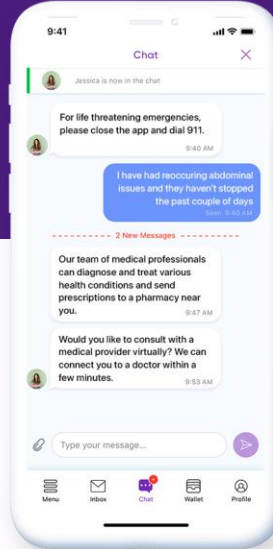 9:41
Chat
Jessica is now in the chat
For life threatening emergencies,
please close the app and dial 911.
9:40 AM
I have had reoccuring abdominal
issues and they haven't stopped
the past couple of days
Seen 9:40 AM
2 New Messages
Our team of medical professionals
can diagnose and treat various
health conditions and send
prescriptions to a pharmacy near
you.
9:47 AM
Would you like to consult with a
medical provider virtually? We can
connect you to a doctor within a
few minutes.
9:53 AM
Type your message...
Menu Inbox Chat Wallet Profile